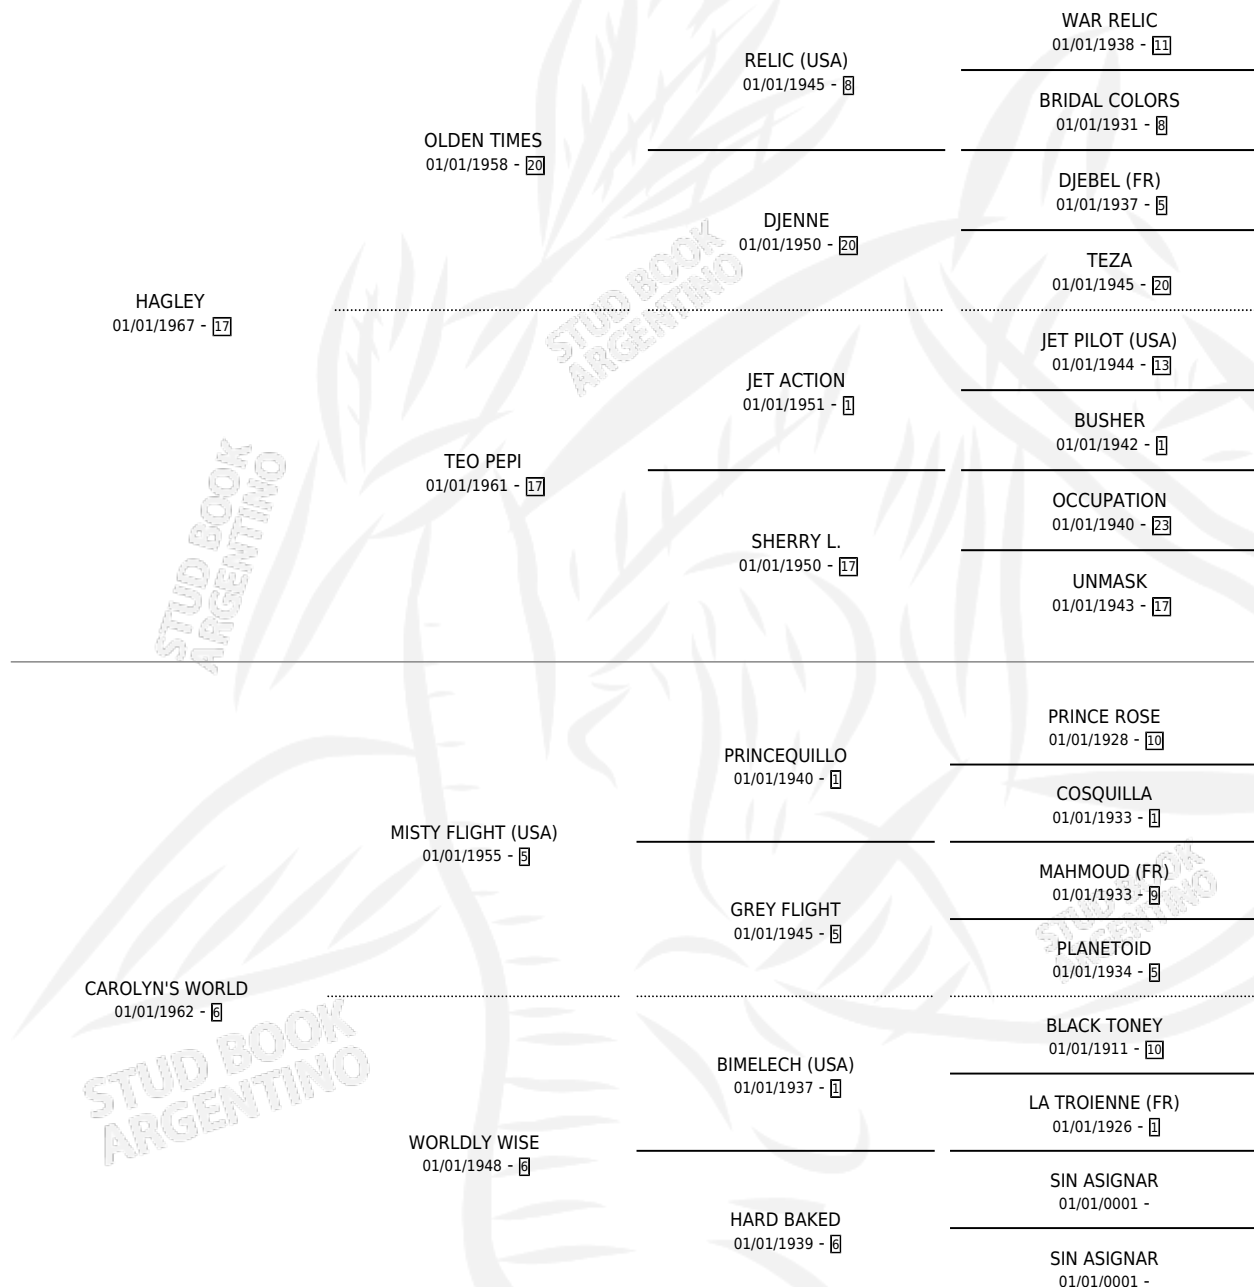 WAR RELIC
01/01/1938 - 11
RELIC (USA)
01/01/1945 - 8
BRIDAL COLORS
01/01/1931 - 8
OLDEN TIMES
01/01/1958 - 20
DJEBEL (FR)
01/01/1937 - 5
DJENNE
01/01/1950 - 20
TEZA
01/01/1945 - 20
HAGLEY
01/01/1967 - 17
STUD BOOK
ARGENTINO
JET PILOT (USA)
01/01/1944 - 13
JET ACTION
01/01/1951 - 1
BUSHER
01/01/1942 - 1
TEO PEPI
01/01/1961 - 17
OCCUPATION
01/01/1940 - 23
SHERRY L.
01/01/1950 - 17
UNMASK
01/01/1943 - 17
STUD BOOK
ARGENTINO
PRINCE ROSE
01/01/1928 - 10
PRINCEQUILLO
01/01/1940 - 1
COSQUILLA
01/01/1933 - 1
MISTY FLIGHT (USA)
01/01/1955 - 5
MAHMOUD (FR)
01/01/1933 - 9
GREY FLIGHT
01/01/1945 - 5
STUD BOOK
ARGENTINO
PLANETOID
01/01/1934 - 5
CAROLYN'S WORLD
01/01/1962 - 6
STUD BOOK
ARGENTINO
BLACK TONEY
01/01/1911 - 10
BIMELECH (USA)
01/01/1937 - 1
LA TROIENNE (FR)
01/01/1926 - 1
WORLDLY WISE
01/01/1948 - 6
SIN ASIGNAR
01/01/0001 -
HARD BAKED
01/01/1939 - 6
SIN ASIGNAR
01/01/0001 -